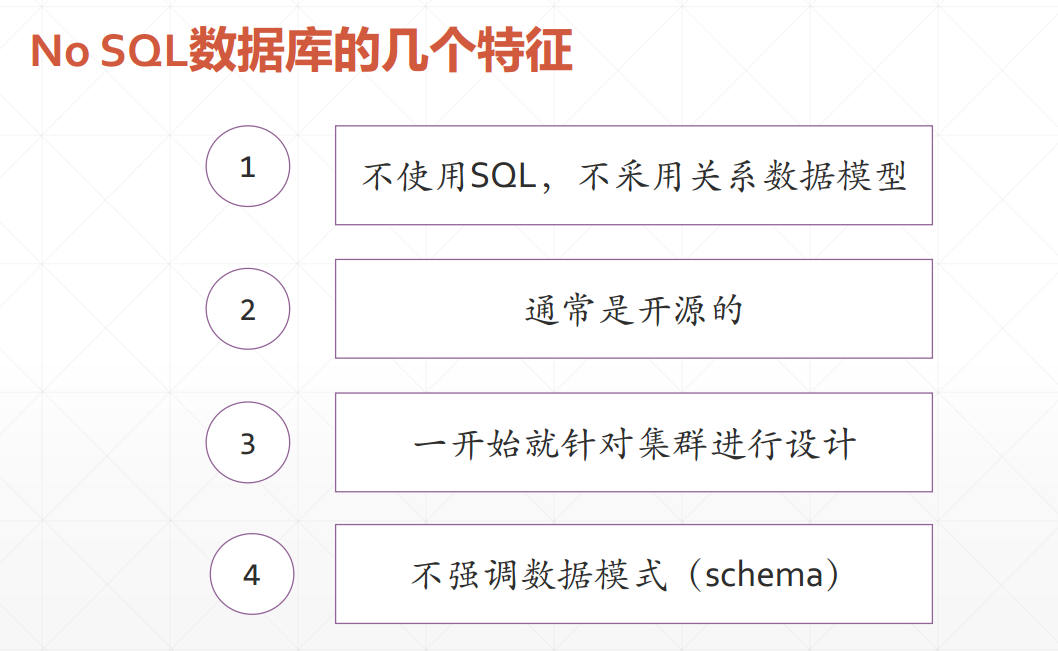 No SQL数据库的几个特征
1
不使用SQL，不采用关系数据模型
2
通常是开源的
3
一开始就针对集群进行设计
4
不强调数据模式（schema）